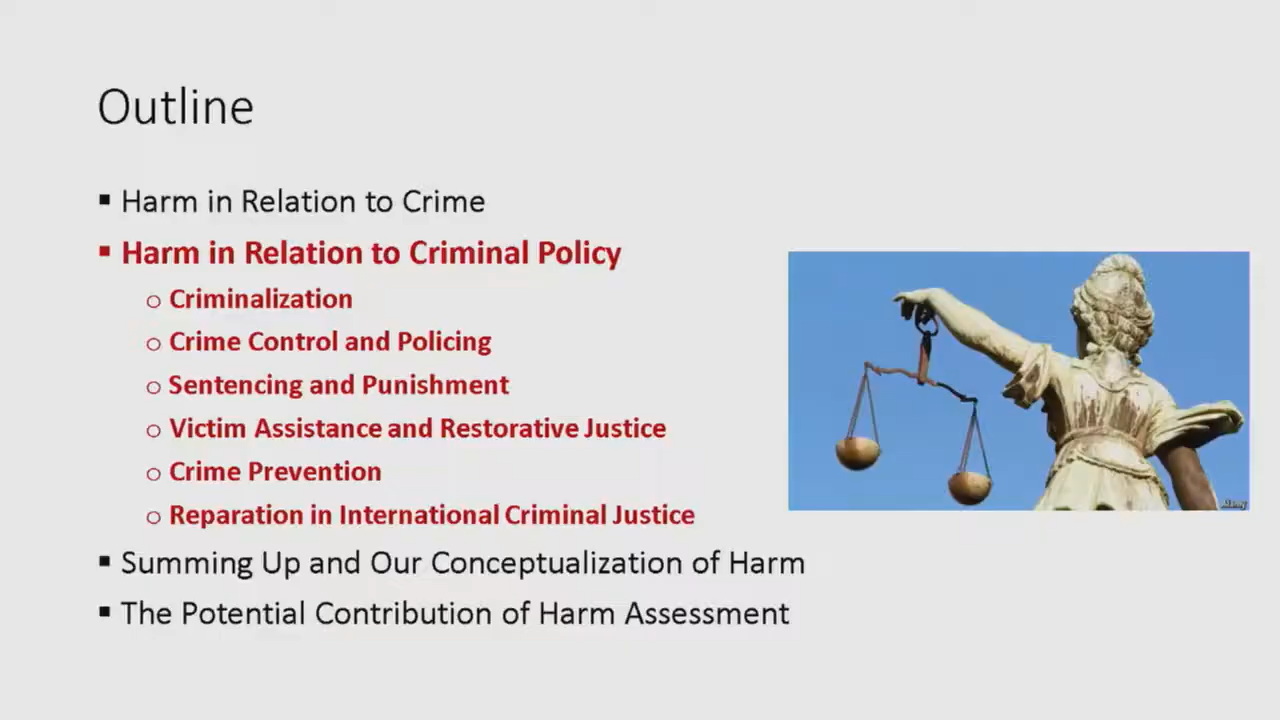 Outline
▪ Harm in Relation to Crime
▪ Harm in Relation to Criminal Policy
o Criminalization
o Crime Control and Policing
o Sentencing and Punishment
o Victim Assistance and Restorative Justice
o Crime Prevention
o Reparation in International Criminal Justice
▪ Summing Up and Our Conceptualization of Harm
▪ The Potential Contribution of Harm Assessment